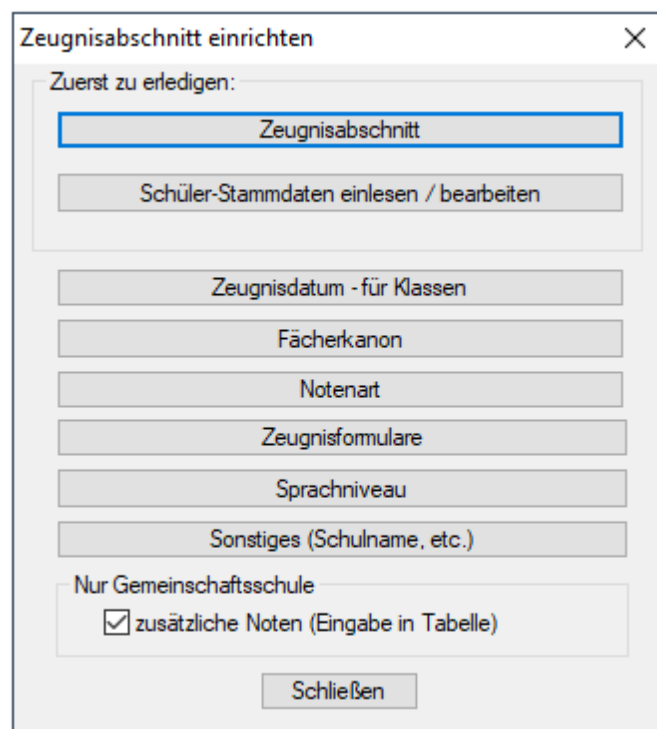 Zeugnisabschnitt einrichten
Zuerst zu erledigen:
Zeugnisabschnitt
Schüler-Stammdaten einlesen / bearbeiten
Zeugnisdatum - für Klassen
Fächerkanon
Notenart
Zeugnisformulare
Sprachniveau
Sonstiges (Schulname, etc.)
Nur Gemeinschaftsschule
zusätzliche Noten (Eingabe in Tabelle)
Schließen